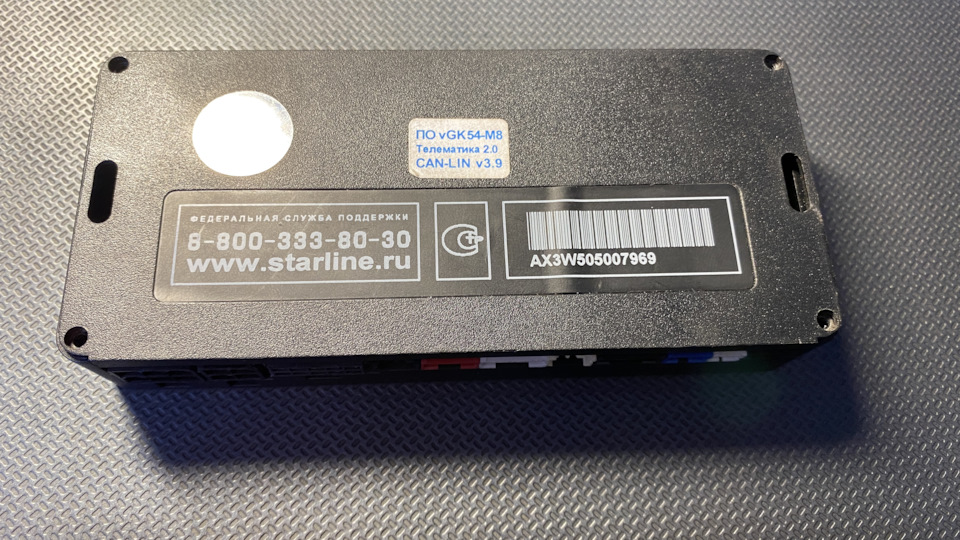 ПО vGK54-M8
Телематика 2.0
CAN-LIN v3.9
ФЕДЕРАЛЬНАЯ СЛУЖБА ПОДДЕРЖКИ
8-800-333-80-30
www.starline.ru
AX3W505007969